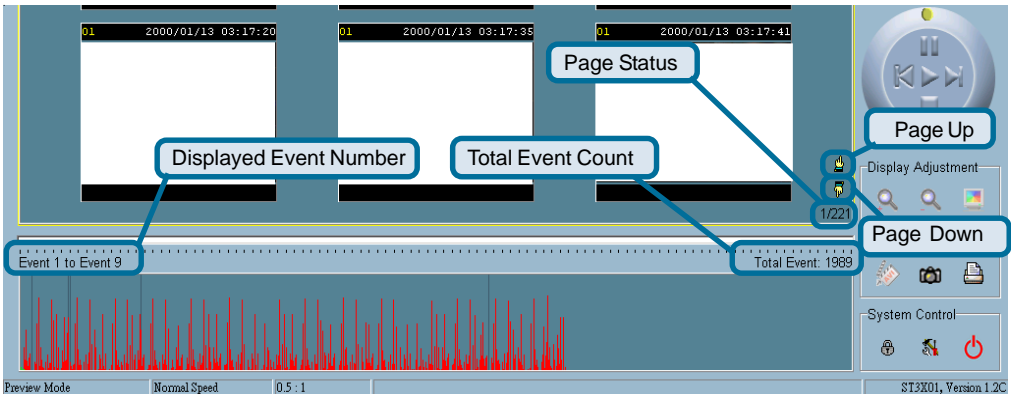 01 2000/01/13 03:17:20
01 2000/01/13 03:17:35
01 2000/01/13 03:17:41
Page Status
Page Up
Displayed Event Number
Total Event Count
Display Adjustment
1/221
Page Down
Event 1 to Event 9
Total Event: 1989
System Control
Preview Mode
Normal Speed
0.5 : 1
ST3X01, Version 1.2C